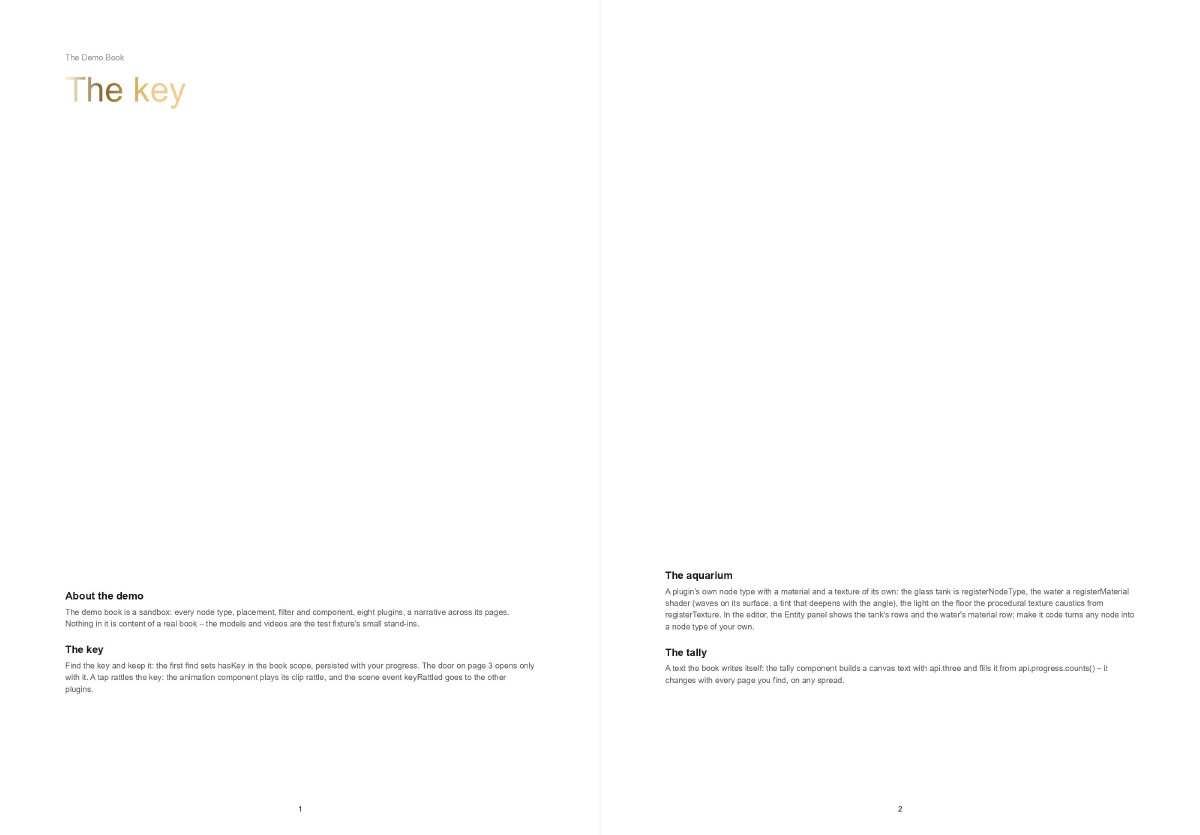 The Demo Book
The key
About the demo
The demo book is a sandbox: every node type, placement, filter and component, eight plugins, a narrative across its pages.
Nothing in it is content of a real book – the models and videos are the test fixture's small stand-ins.
The key
Find the key and keep it: the first find sets hasKey in the book scope, persisted with your progress. The door on page 3 opens only
with it. A tap rattles the key: the animation component plays its clip rattle, and the scene event keyRattled goes to the other
plugins.
1
The aquarium
A plugin's own node type with a material and a texture of its own: the glass tank is registerNodeType, the water a registerMaterial
shader (waves on its surface, a tint that deepens with the angle), the light on the floor the procedural texture caustics from
registerTexture. In the editor, the Entity panel shows the tank's rows and the water's material row; make it code turns any node into
a node type of your own.
The tally
A text the book writes itself: the tally component builds a canvas text with api.three and fills it from api.progress.counts() – it
changes with every page you find, on any spread.
2